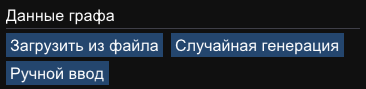 Данные графа
Загрузить из файла Случайная генерация
Ручной ввод